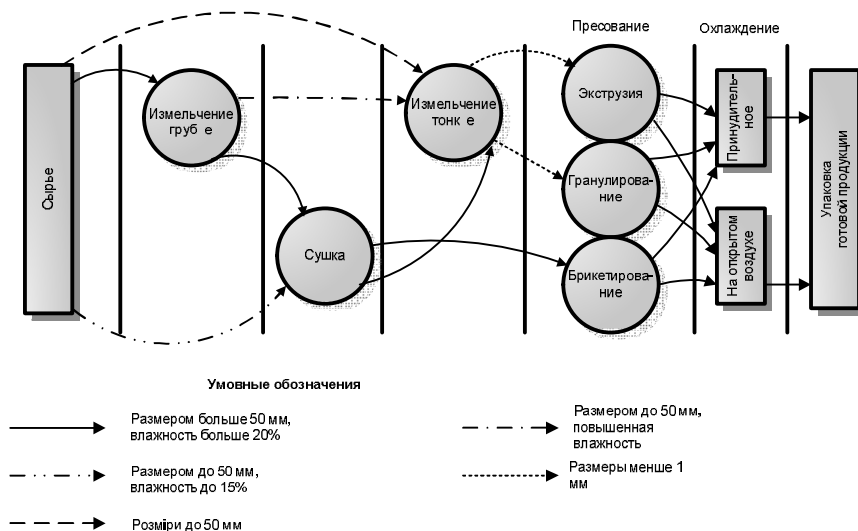 Пресование
Охлаждение
Сырье
Измельчение
груб е
Сушка
Измельчение
тонк е
Экструзия
Гранулирова-
ние
Брикетирова-
ние
Принудитель-
ное
На открытом
воздухе
Упаковка
готовой продукции
Умовные обозначения
Размером больше 50 мм,
влажность больше 20%
Размером до 50 мм,
влажность до 15%
Розміри до 50 мм
Размером до 50 мм,
повышенная
влажность
Размеры менше 1
мм